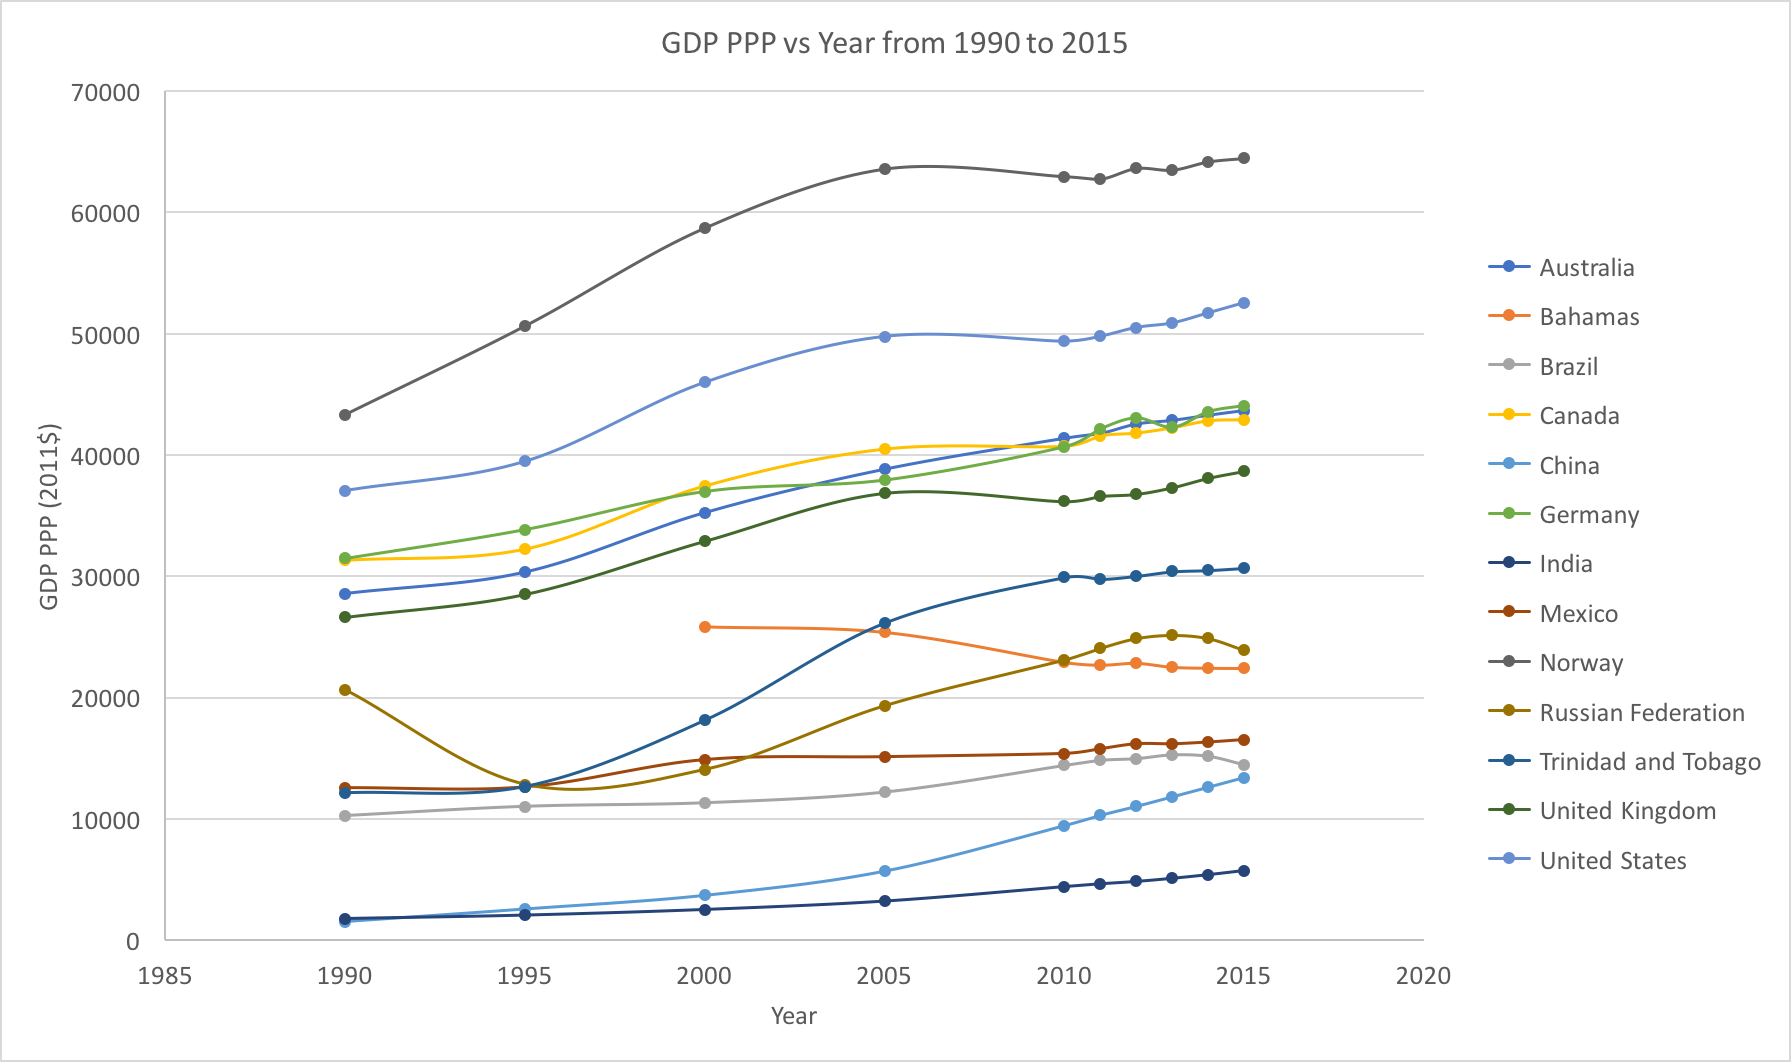 GDP PPP vs Year from 1990 to 2015
70000
60000
50000
40000
30000
20000
10000
0
GDP PPP (2011$)
1985 1990 1995 2000 2005 2010 2015 2020
Year
Australia
Bahamas
Brazil
Canada
China
Germany
India
Mexico
Norway
Russian Federation
Trinidad and Tobago
United Kingdom
United States